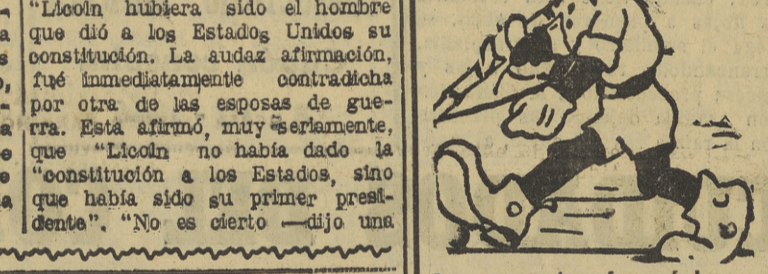 "Licoln hubiera sido el hombre
que dió a los Estados Unidos su
constitución. La audaz afirmación,
fué inmediatamente contradicha
por otra de las esposas de gue-
rra. Esta afirmó, muy seriamente,
que "Licoln no había dado la
"constitución a los Estados, sino
que había sido su primer presi-
dente". "No es cierto —dijo una